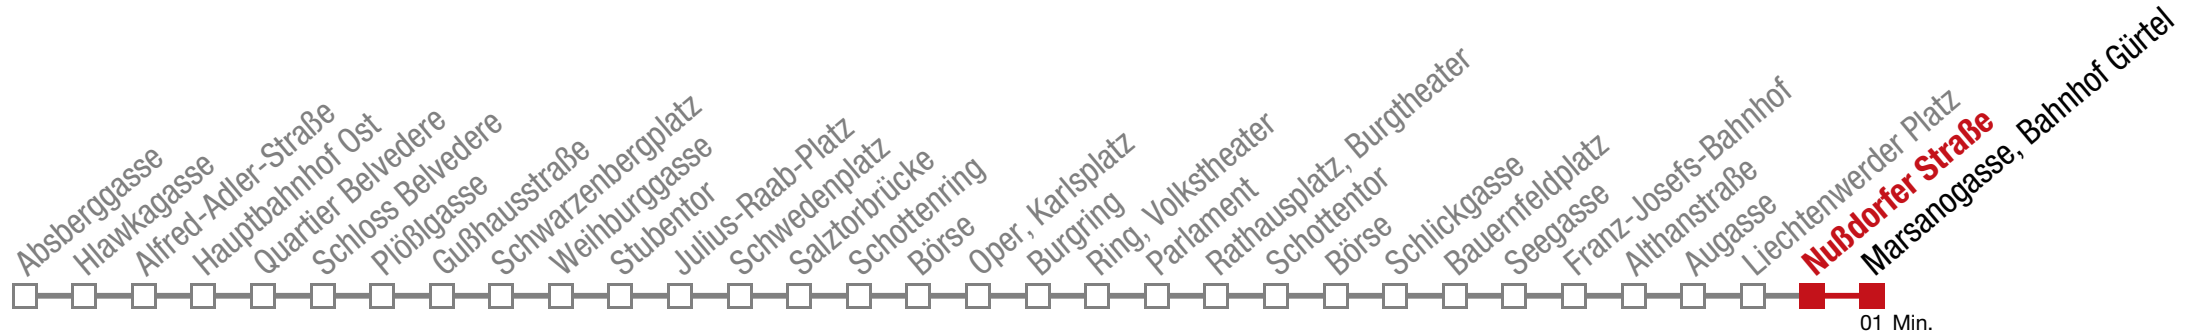 Absberggasse
Hlawkagasse
Alfred-Adler-Straße
Hauptbahnhof Ost
Quartier Belvedere
Schloss Belvedere
Plößlgasse
Gußhausstraße
Schwarzenbergplatz
Weihburggasse
Stubentor
Julius-Raab-Platz
Schwedenplatz
Salztorbrücke
Schottenring
Börse
Oper, Karlsplatz
Burgring
Ring, Volkstheater
Parlament
Rathausplatz, Burgtheater
Schottentor
Börse
Schlickgasse
Bauernfeldplatz
Seegasse
Franz-Josefs-Bahnhof
Althanstraße
Augasse
Liechtenwerder Platz
Nußdorfer Straße
Marsanogasse, Bahnhof Gürtel
01 Min.